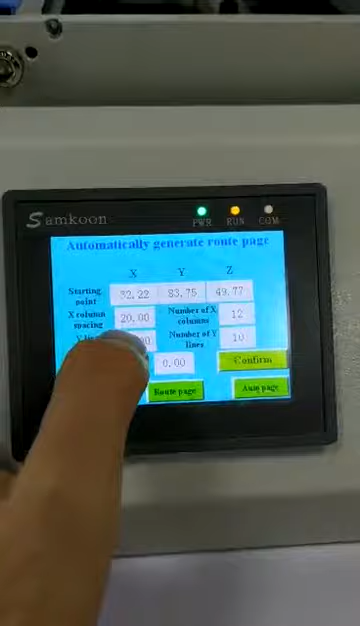 Samkoon
PWR RUN COM
Automatically generate route page
X Y Z
Starting point 32.22 83.75 49.77
X column spacing 20.00 Number of X columns 12
Number of Y lines 10
0.00 Confirm
Route page Auto page